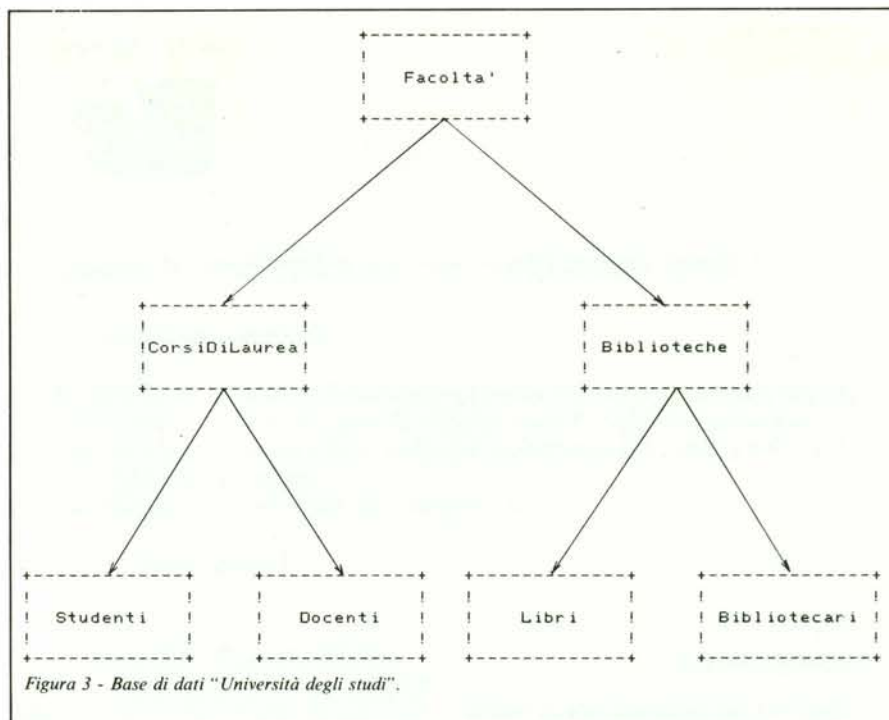 Facolta'
CorsiDiLaurea
Biblioteche
Studenti
Docenti
Libri
Bibliotecari
Figura 3 - Base di dati "Università degli studi".